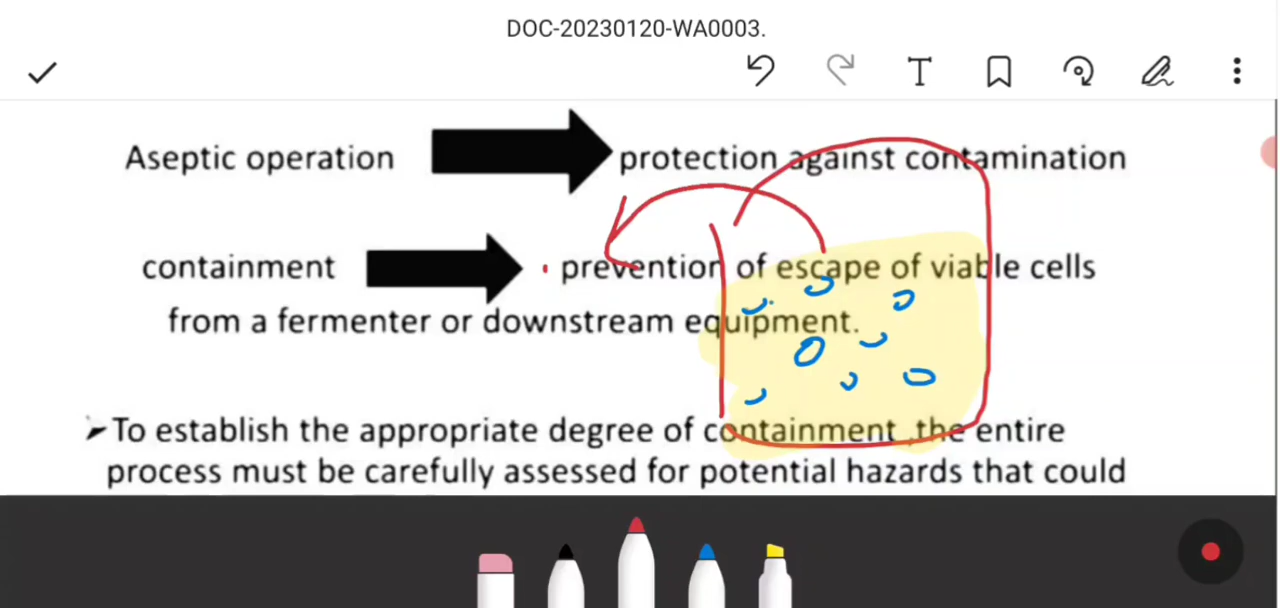 DOC-20230120-WA0003.
Aseptic operation protection against contamination
containment prevention of escape of viable cells
from a fermenter or downstream equipment.
To establish the appropriate degree of containment ,the entire
process must be carefully assessed for potential hazards that could